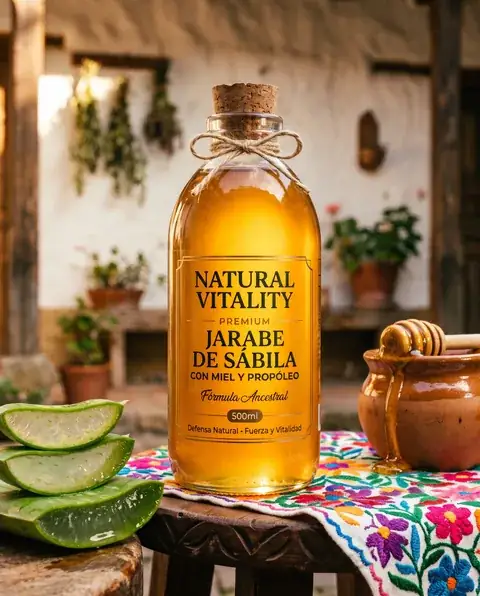 NATURAL
VITALITY
PREMIUM
JARABE
DE SÁBILA
CON MIEL Y PROPÓLEO
Fórmula Ancestral
500ml
Defensa Natural - Fuerza y Vitalidad